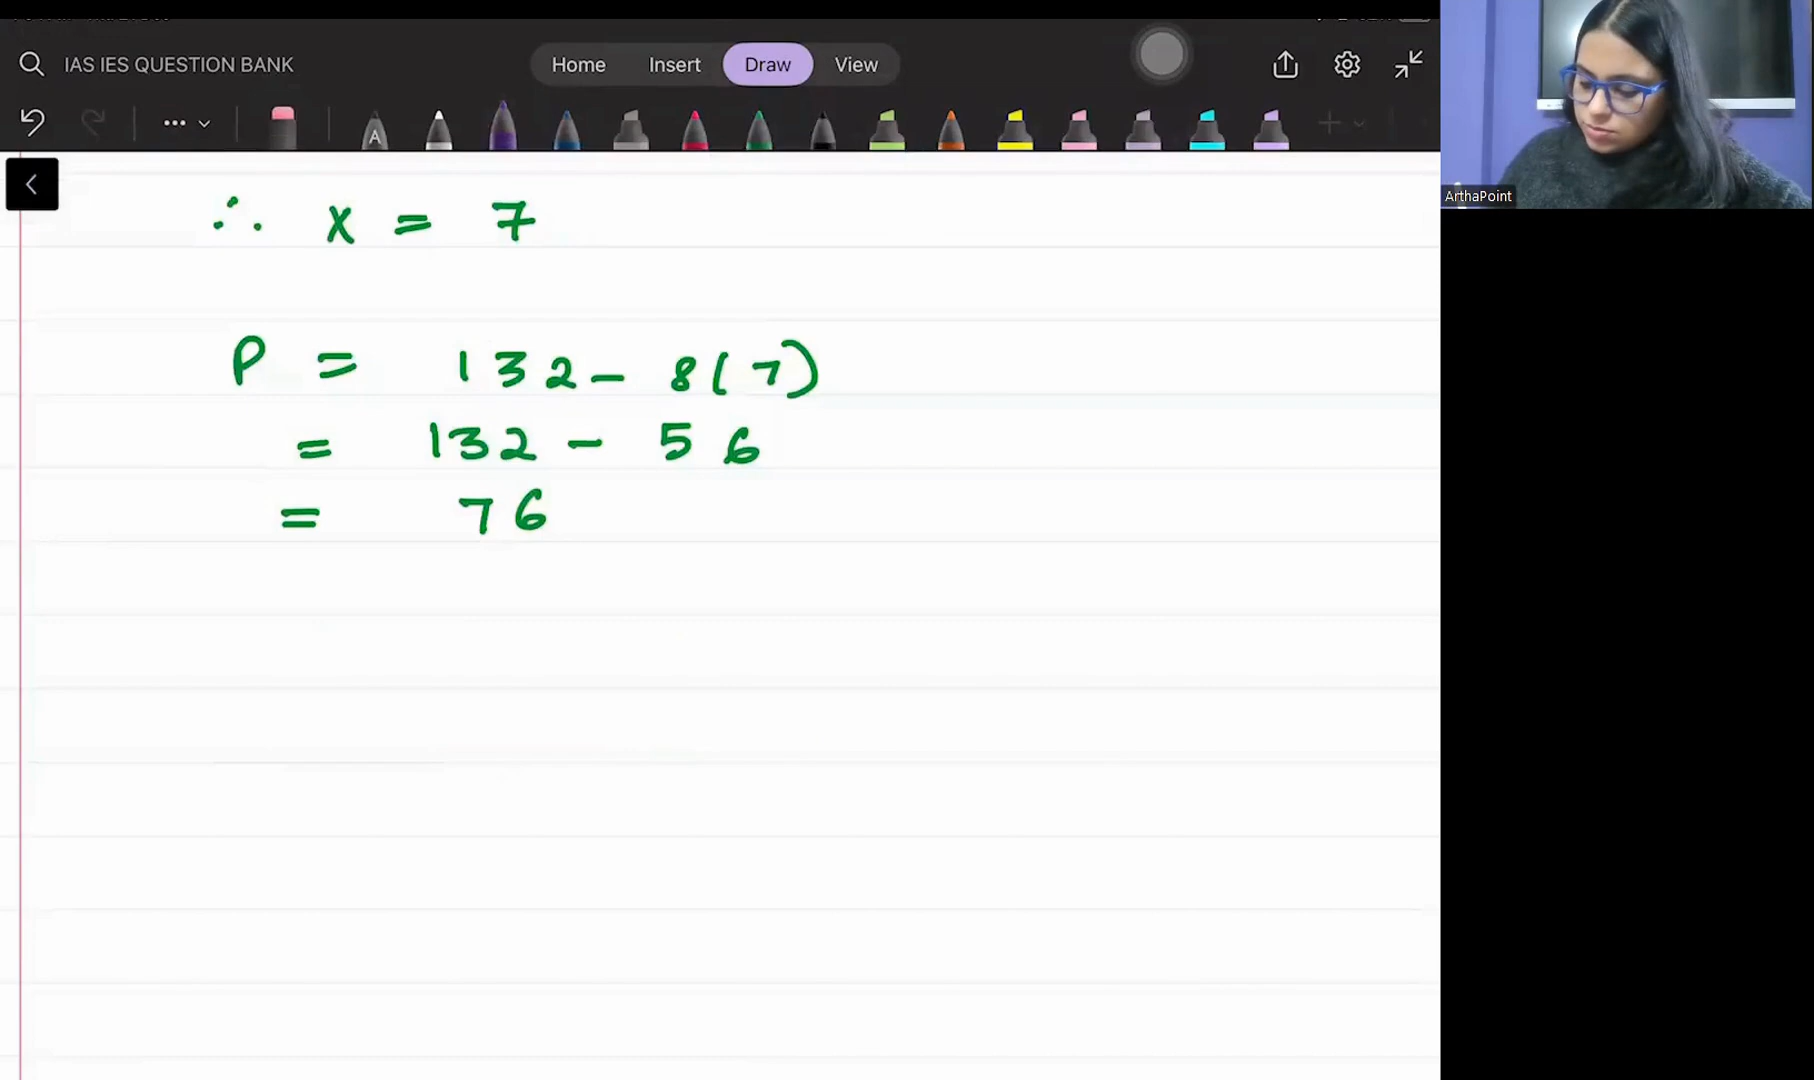 IAS IES QUESTION BANK
Home Insert Draw View
A
ArthaPoint
∴ x = 7
P = 132 - 8(7)
= 132 - 56
= 76